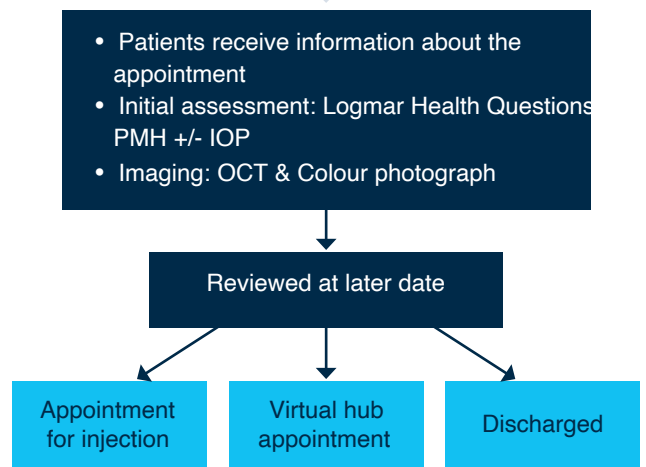 • Patients receive information about the
appointment
• Initial assessment: Logmar Health Questions
PMH +/- IOP
• Imaging: OCT & Colour photograph
Reviewed at later date
Appointment
for injection
Virtual hub
appointment
Discharged